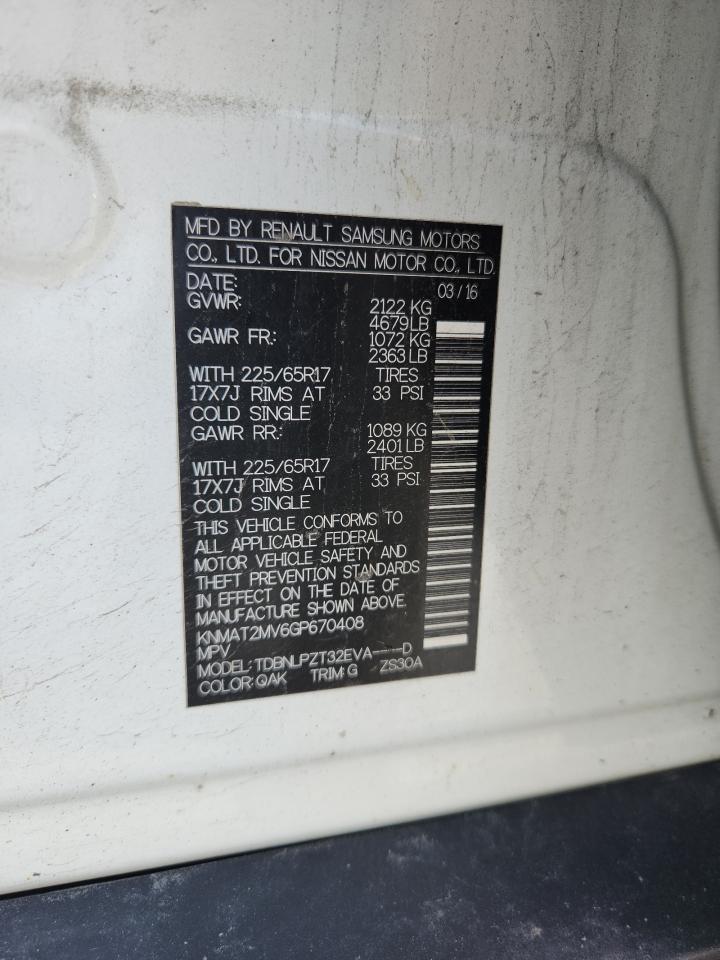 MFD BY RENAULT SAMSUNG MOTORS
CO., LTD. FOR NISSAN MOTOR CO., LTD.
DATE: 03/16
GVWR: 2122 KG
4679LB
GAWR FR.: 1072 KG
2363 LB
WITH 225/65R17 TIRES
17X7J RIMS AT 33 PSI
COLD SINGLE
GAWR RR.: 1089 KG
2401 LB
WITH 225/65R17 TIRES
17X7J RIMS AT 33 PSI
COLD SINGLE
THIS VEHICLE CONFORMS TO
ALL APPLICABLE FEDERAL
MOTOR VEHICLE SAFETY AND
THEFT PREVENTION STANDARDS
IN EFFECT ON THE DATE OF
MANUFACTURE SHOWN ABOVE.
KNMAT2MV6GP670408
MPV
MODEL: TDBNLPZT32EVA----D
COLOR: QAK TRIM: G ZS30A